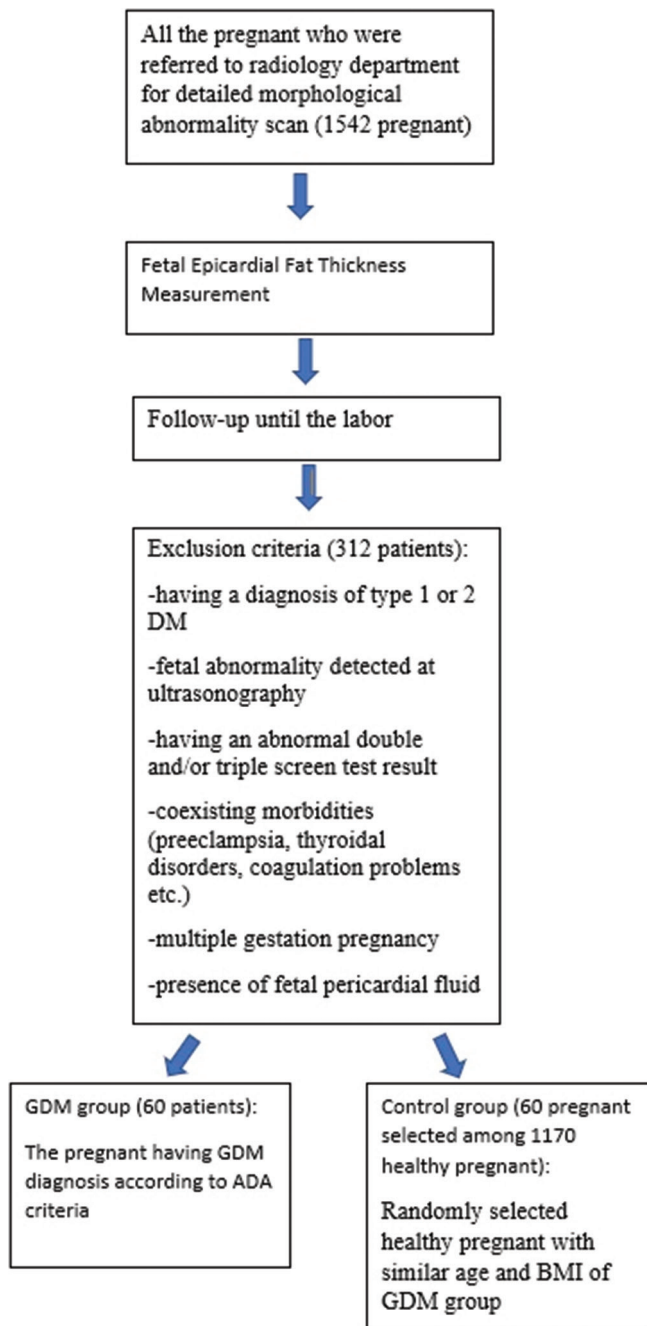 All the pregnant who were
referred to radiology department
for detailed morphological
abnormality scan (1542 pregnant)
Fetal Epicardial Fat Thickness
Measurement
Follow-up until the labor
Exclusion criteria (312 patients):
-having a diagnosis of type 1 or 2
DM
-fetal abnormality detected at
ultrasonography
-having an abnormal double
and/or triple screen test result
-coexisting morbidities
(preeclampsia, thyroidal
disorders, coagulation problems
etc.)
-multiple gestation pregnancy
-presence of fetal pericardial fluid
GDM group (60 patients):
The pregnant having GDM
diagnosis according to ADA
criteria
Control group (60 pregnant
selected among 1170
healthy pregnant):
Randomly selected
healthy pregnant with
similar age and BMI of
GDM group